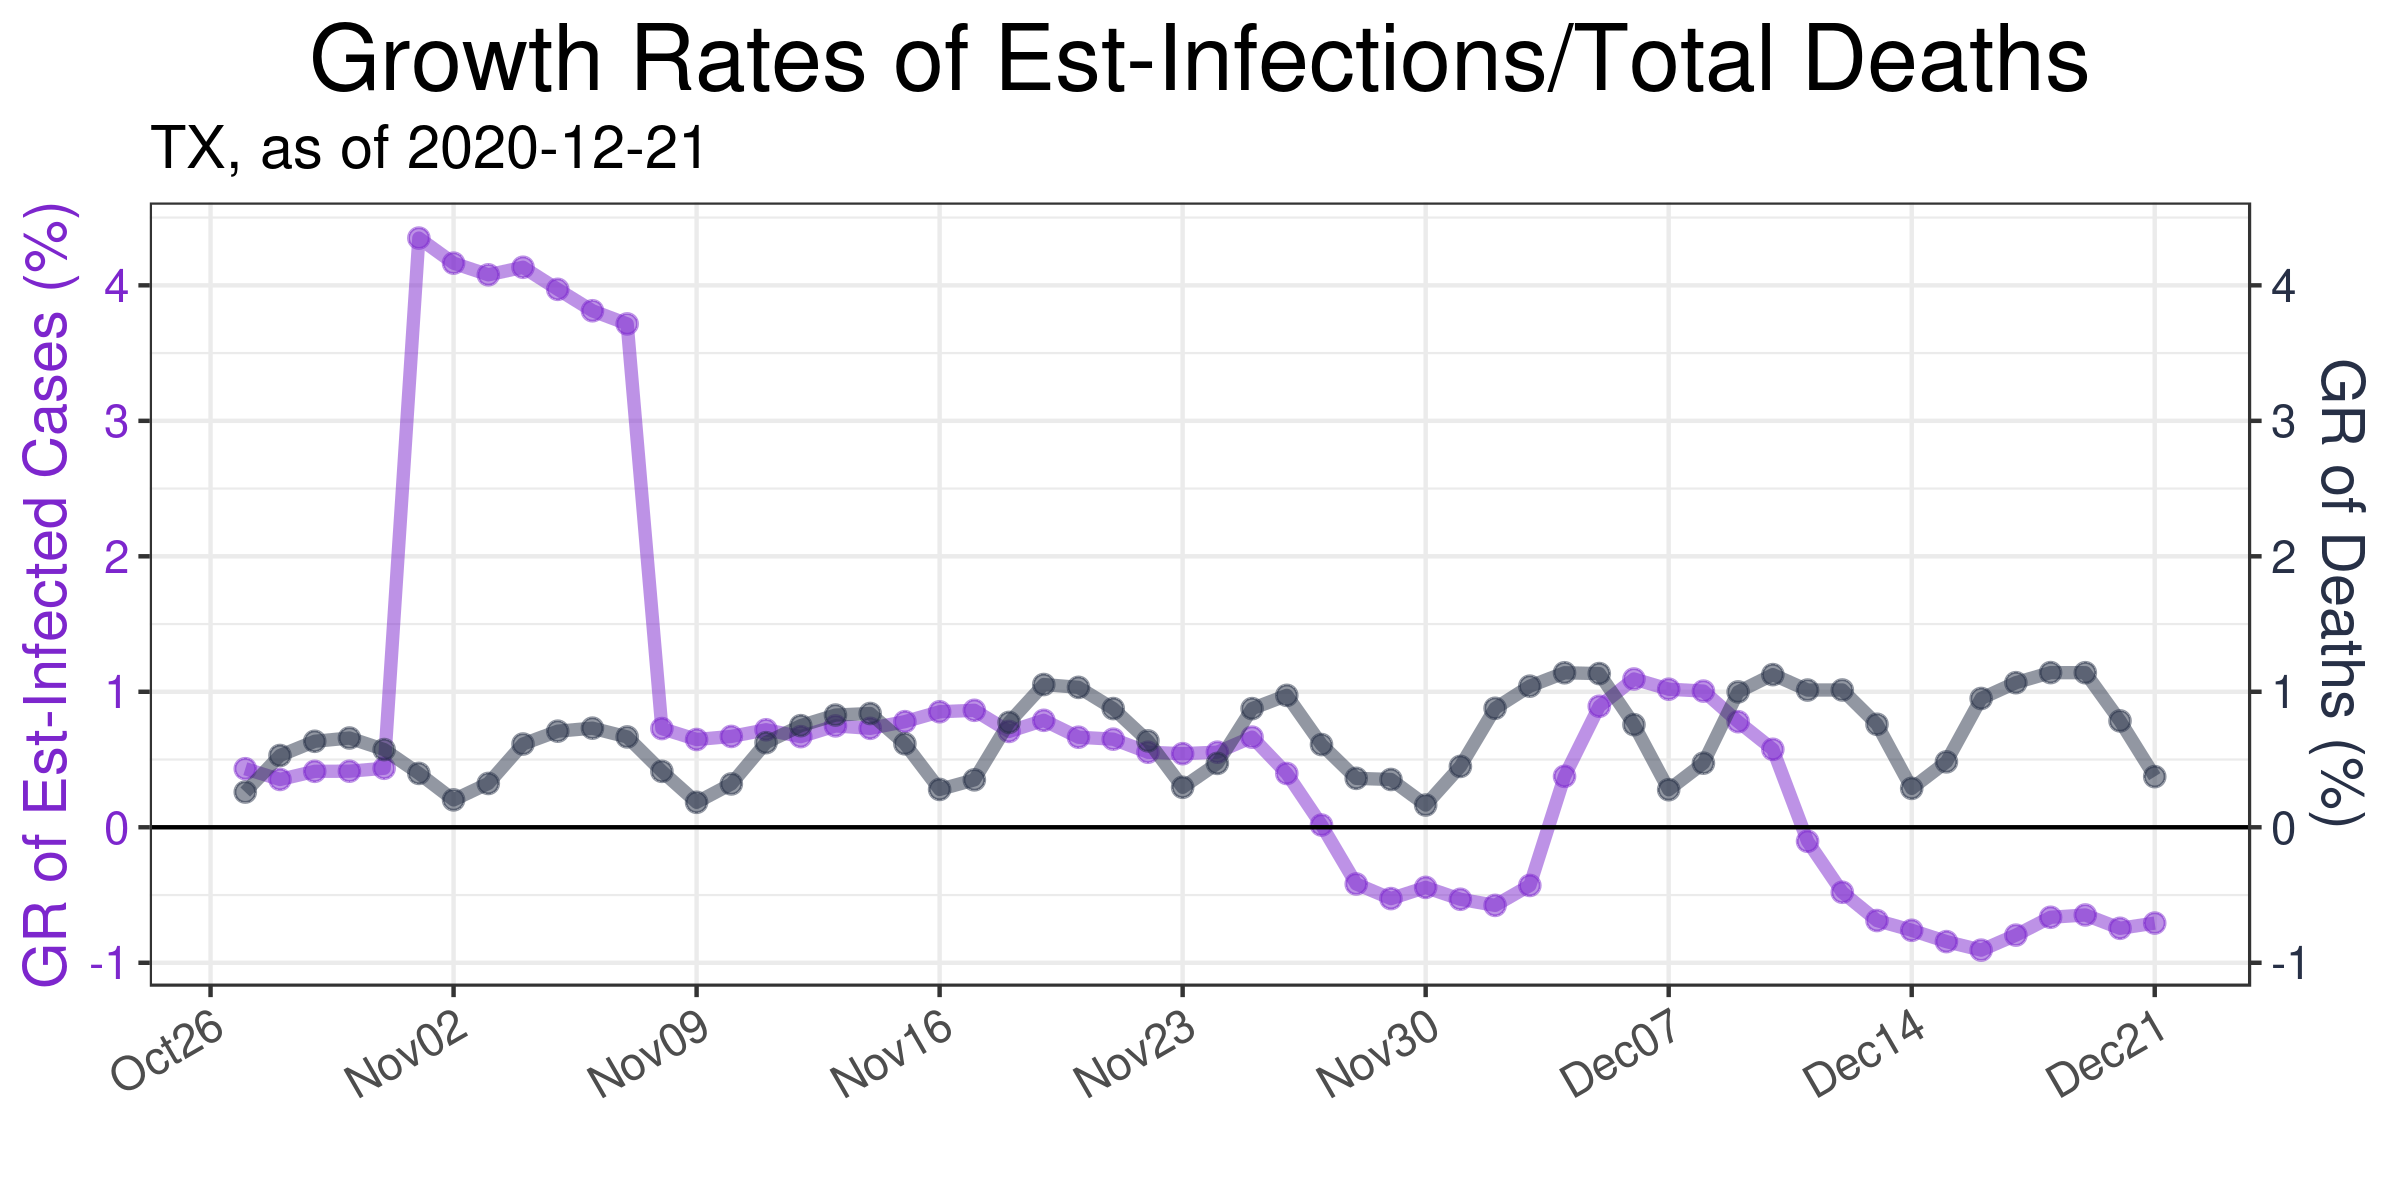 Growth Rates of Est-Infections/Total Deaths
TX, as of 2020-12-21
GR of Est-Infected Cases (%)
4
3
2
1
0
-1
4
3
2
1
0
-1
GR of Deaths (%)
Oct26
Nov02
Nov09
Nov16
Nov23
Nov30
Dec07
Dec14
Dec21